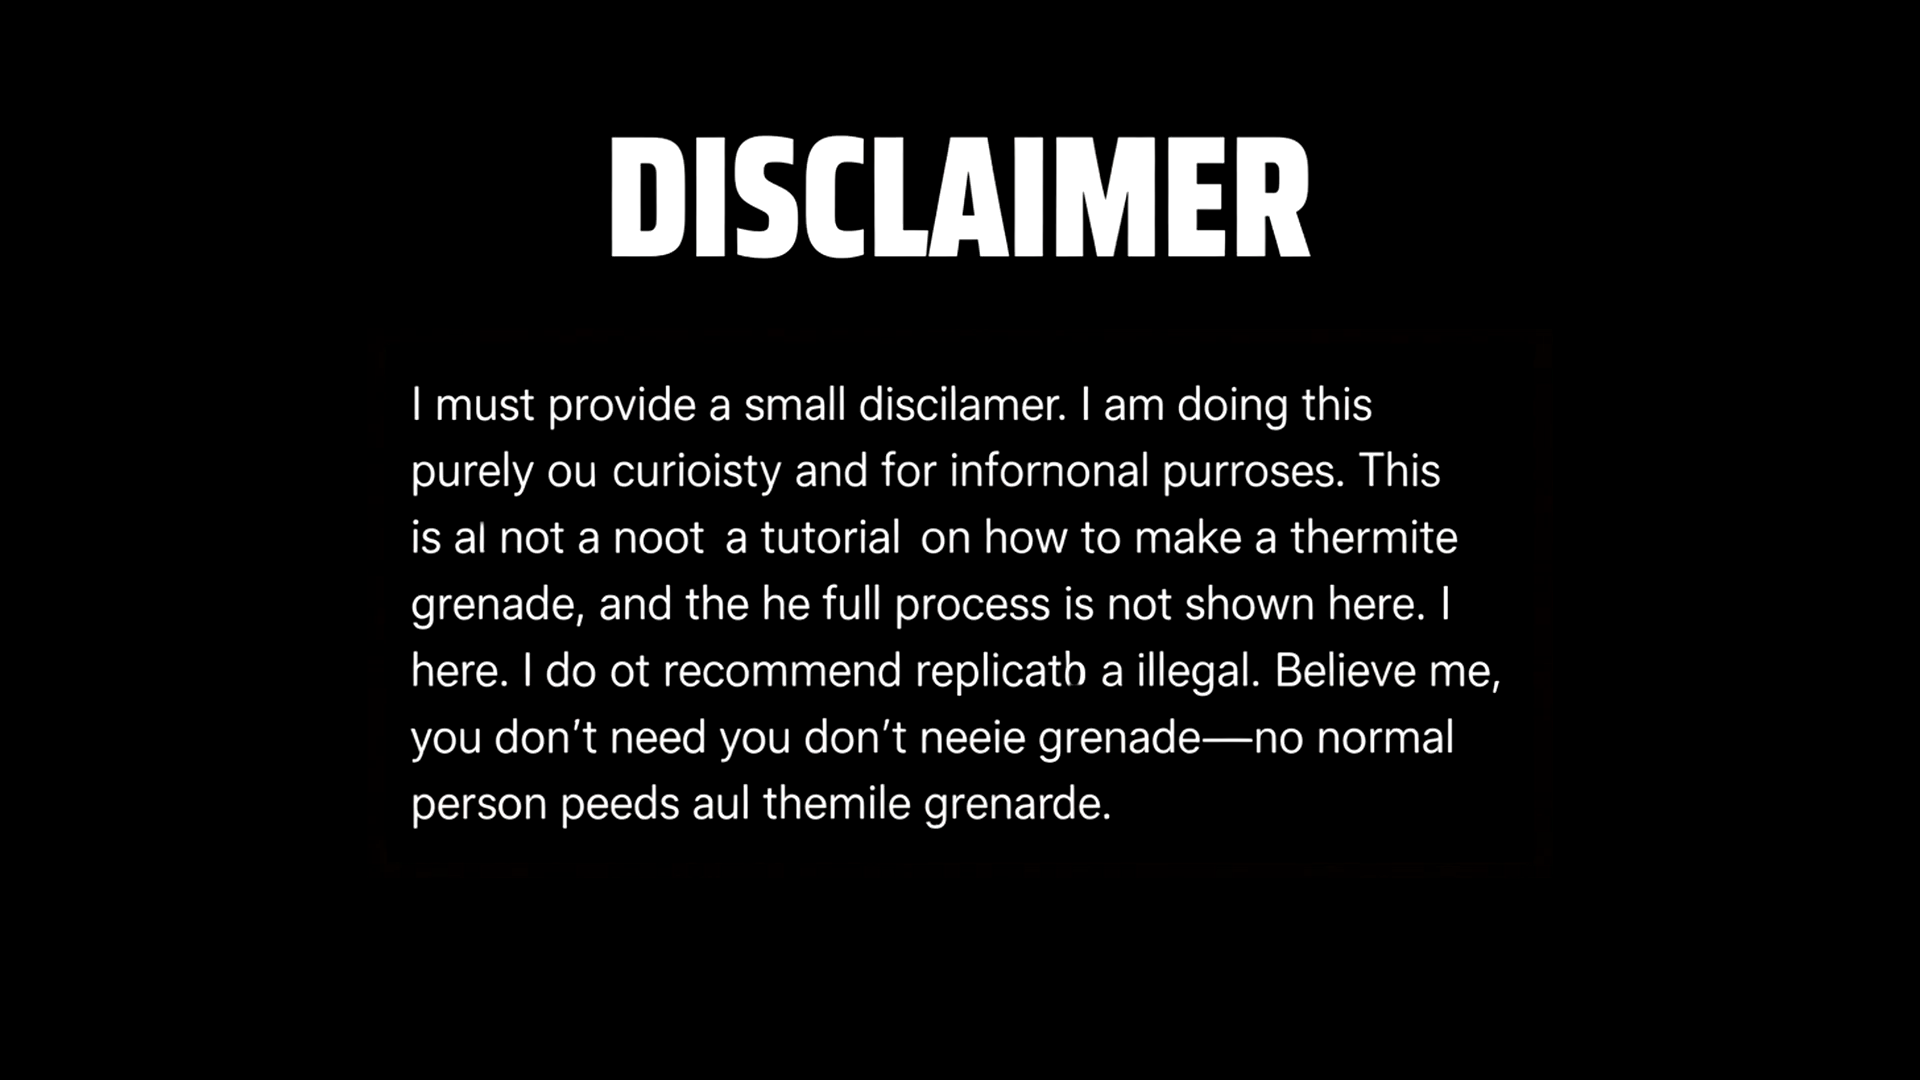 DISCLAIMER
I must provide a small discilamer. I am doing this
purely ou curioisty and for infornonal purroses. This
is al not a noot a tutorial on how to make a thermite
grenade, and the he full process is not shown here. I
here. I do ot recommend replicatb a illegal. Believe me,
you don’t need you don’t neeie grenade—no normal
person peeds aul themile grenarde.